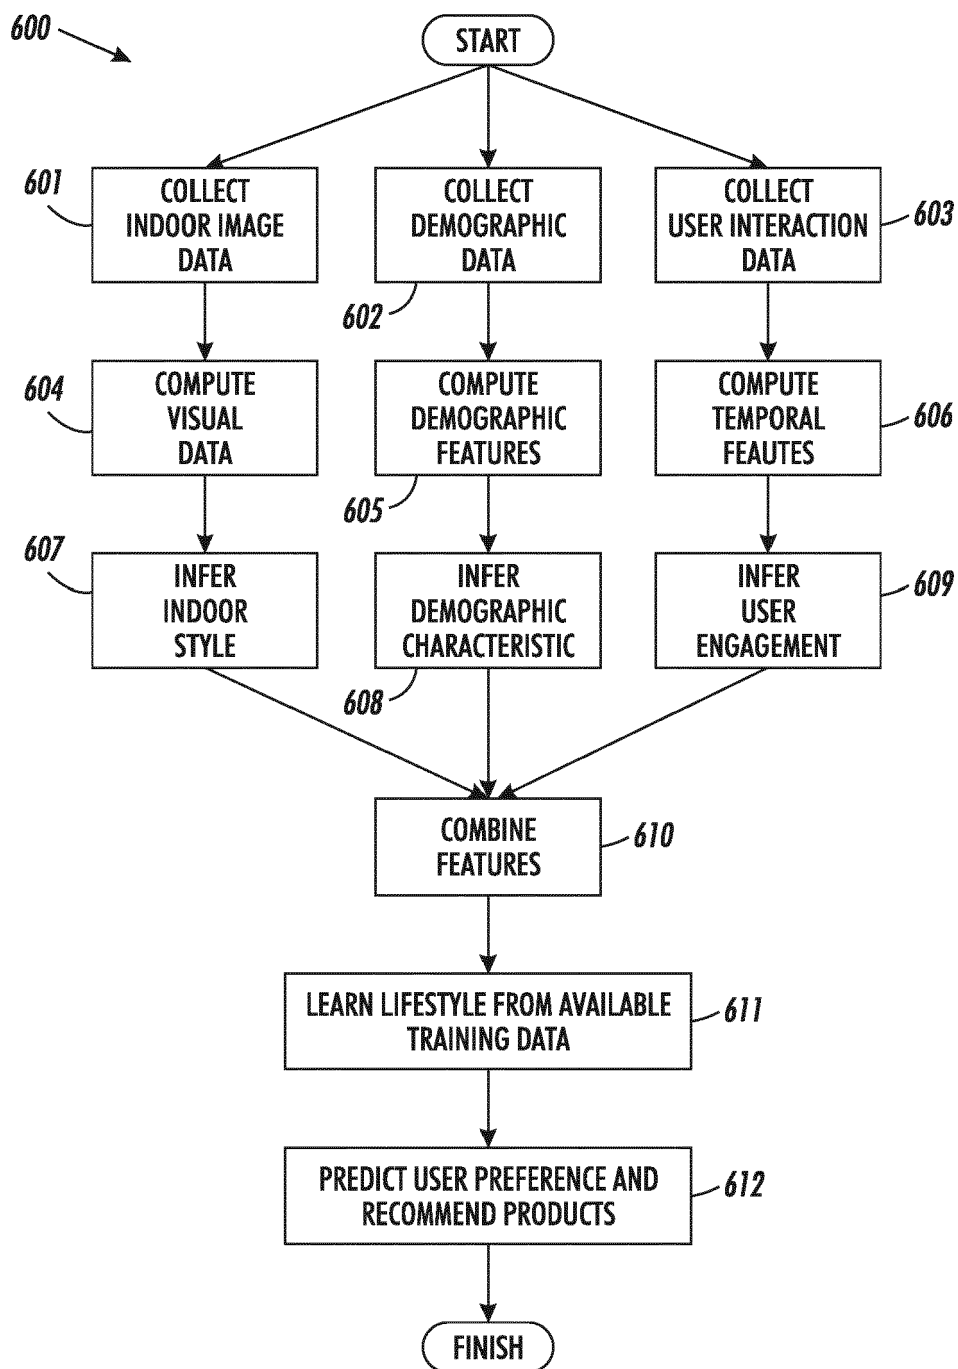 600
START
601
COLLECT
INDOOR IMAGE
DATA
COLLECT
DEMOGRAPHIC
DATA
602
COLLECT
USER INTERACTION
DATA
603
604
COMPUTE
VISUAL
DATA
COMPUTE
DEMOGRAPHIC
FEATURES
605
COMPUTE
TEMPORAL
FEAUTES
606
607
INFER
INDOOR
STYLE
INFER
DEMOGRAPHIC
CHARACTERISTIC
608
INFER
USER
ENGAGEMENT
609
COMBINE
FEATURES
610
LEARN LIFESTYLE FROM AVAILABLE
TRAINING DATA
611
PREDICT USER PREFERENCE AND
RECOMMEND PRODUCTS
612
FINISH